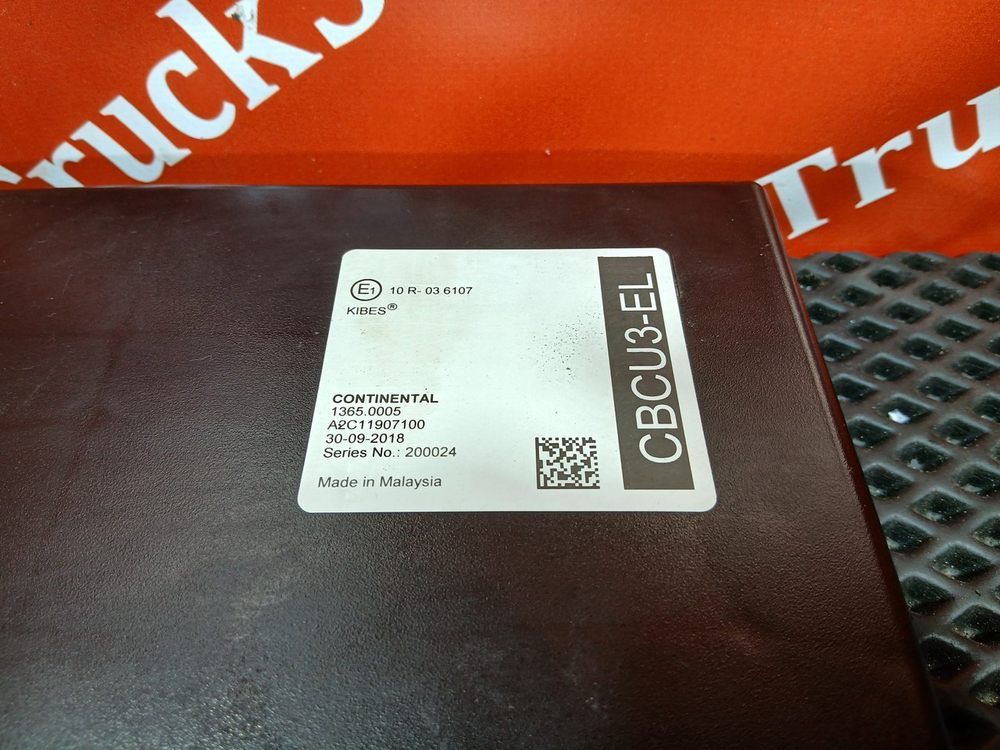 Trucks
Tru
E1 10 R- 03 6107
KIBES®
CBCU3-EL
CONTINENTAL
1365.0005
A2C11907100
30-09-2018
Series No.: 200024
Made in Malaysia